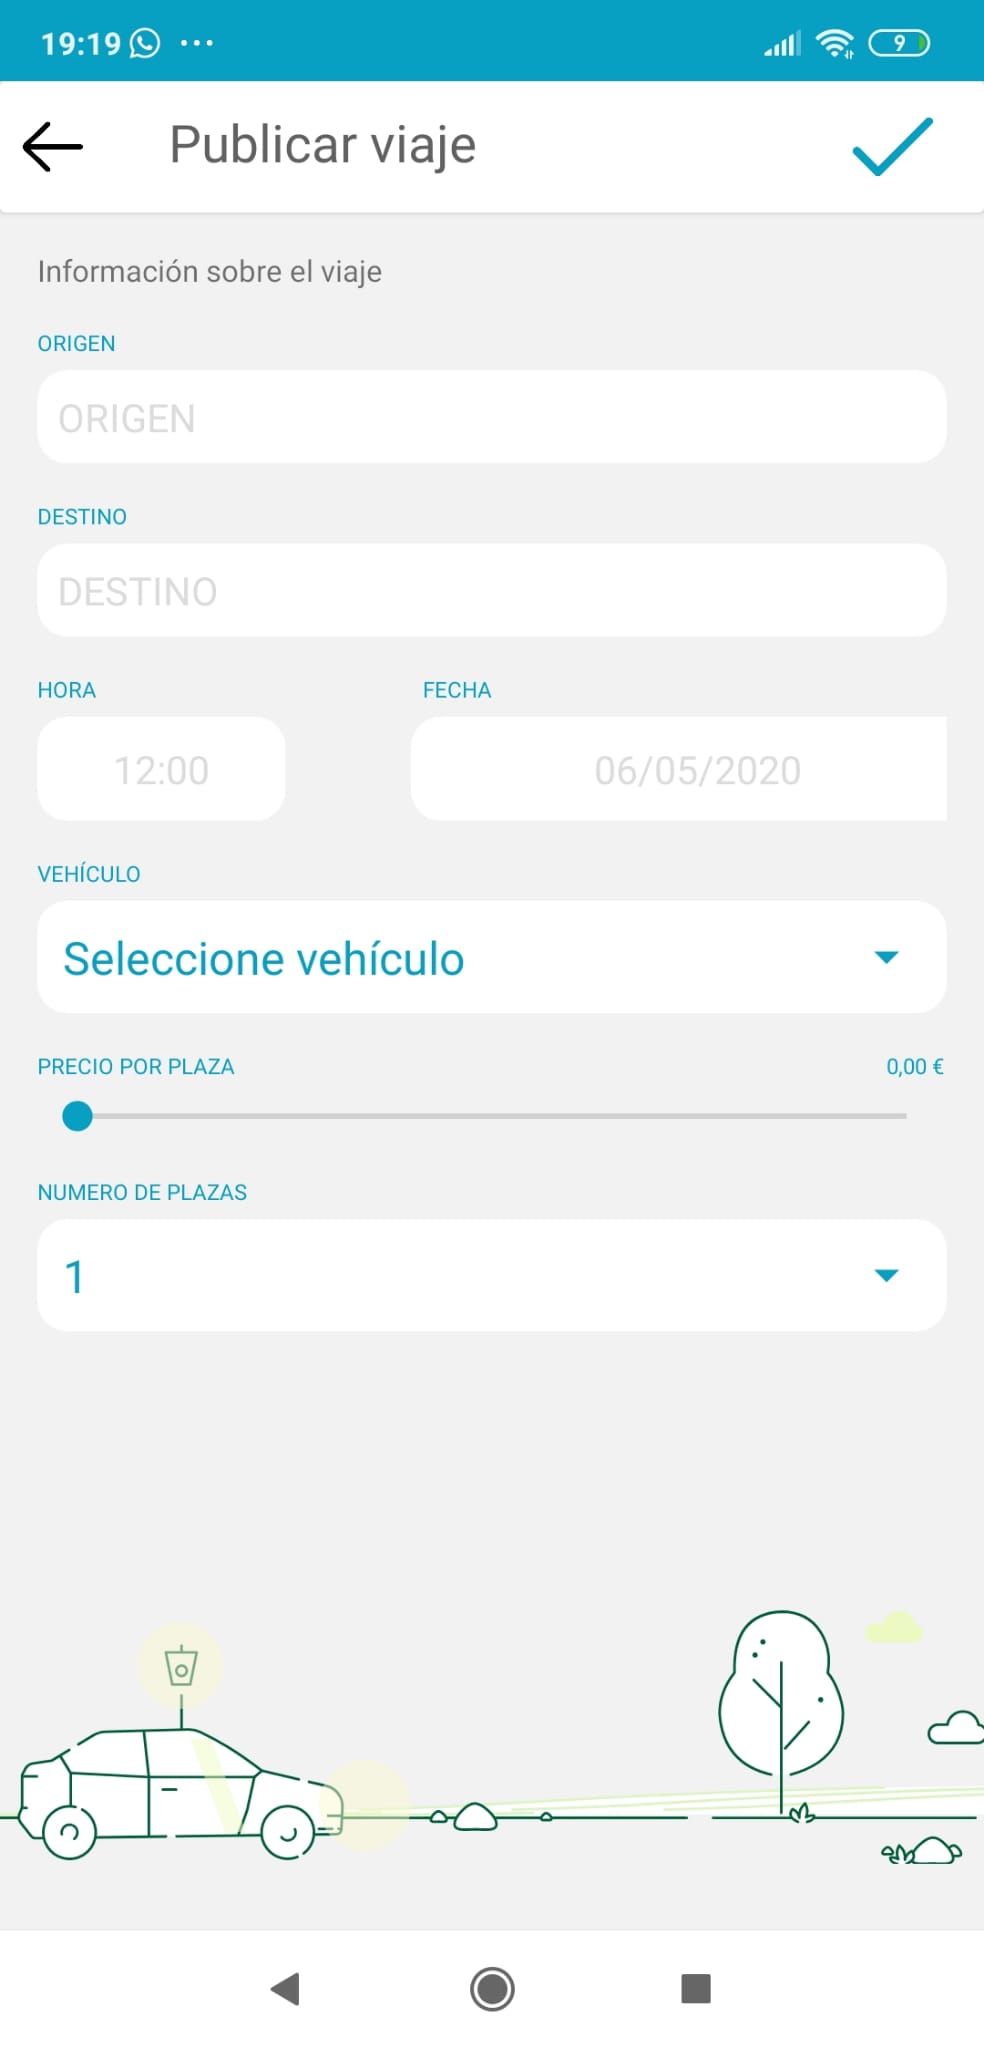 19:19
9
Publicar viaje
Información sobre el viaje
ORIGEN
ORIGEN
DESTINO
DESTINO
HORA FECHA
12:00 06/05/2020
VEHÍCULO
Seleccione vehículo
PRECIO POR PLAZA 0,00 €
NUMERO DE PLAZAS
1